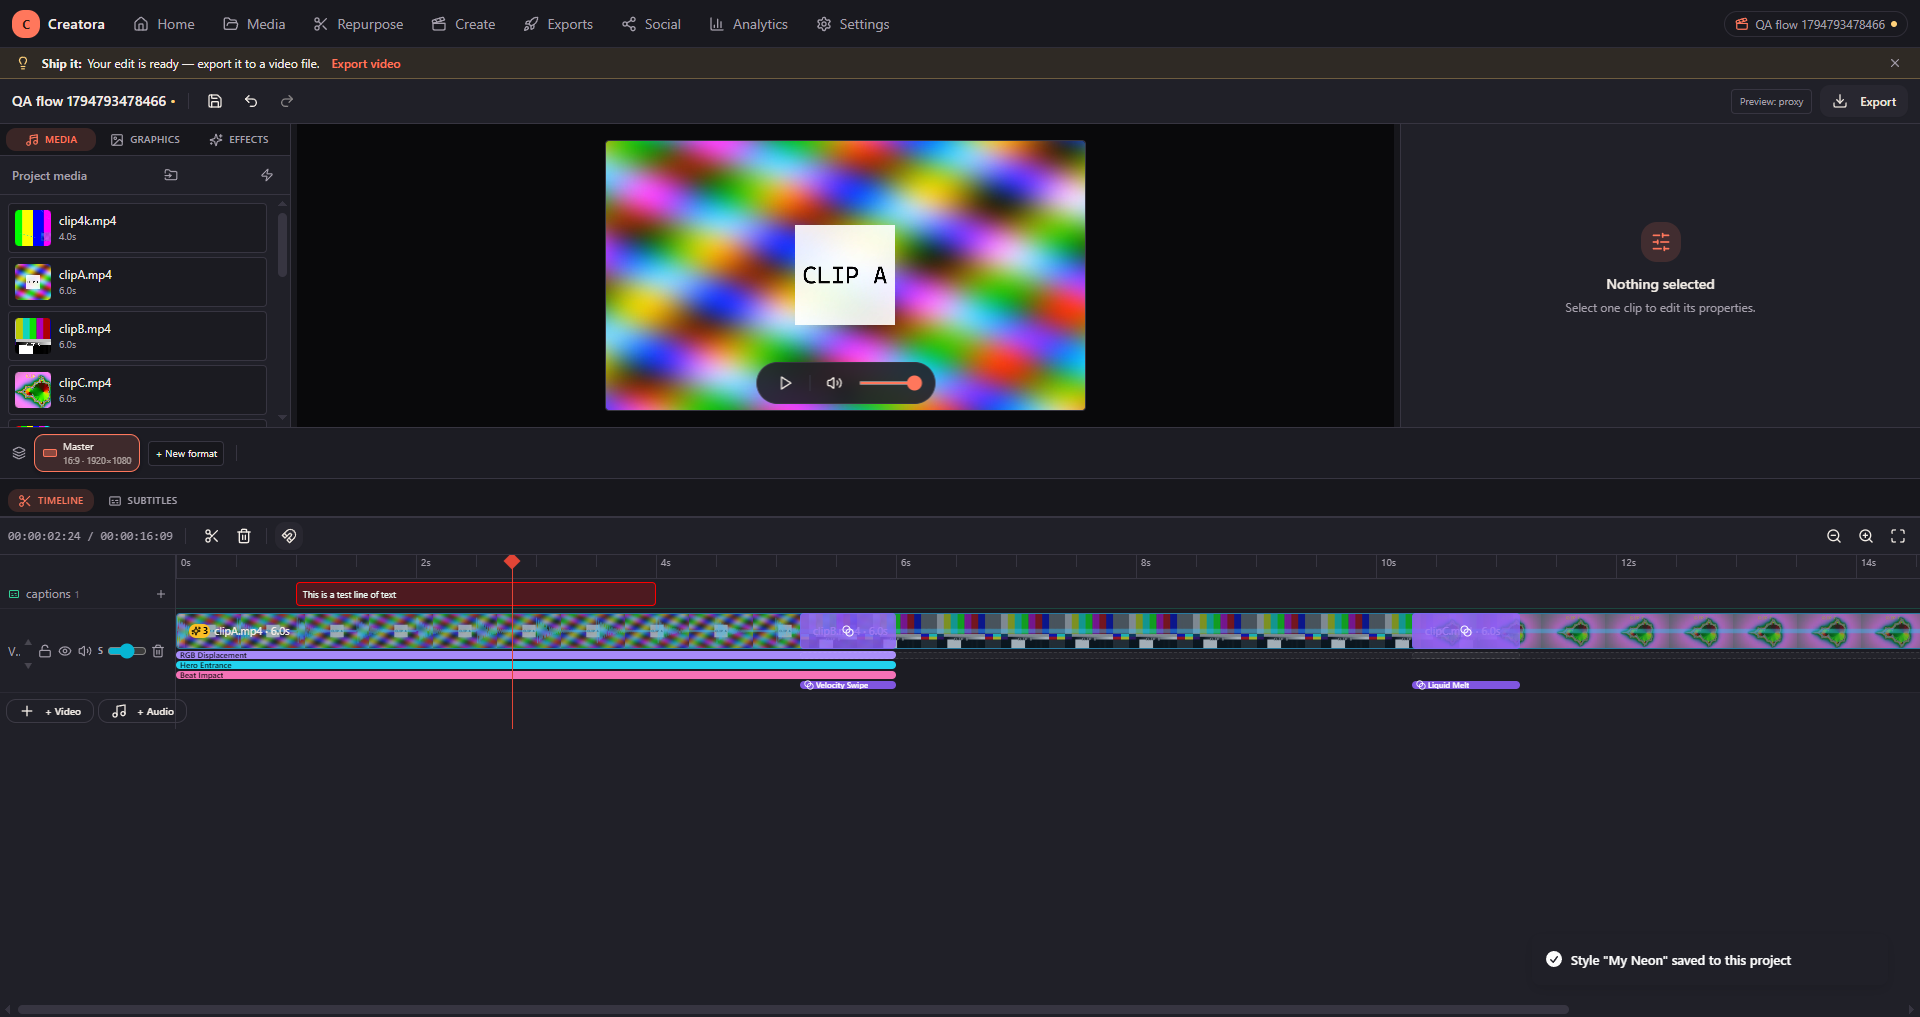 C Creatora Home Media Repurpose Create Exports Social Analytics Settings QA flow 1794793478466
Ship it: Your edit is ready — export it to a video file. Export video
QA flow 1794793478466 • Preview: proxy Export
MEDIA GRAPHICS EFFECTS
Project media
clip4k.mp4
4.0s
clipA.mp4
6.0s
clipB.mp4
6.0s
clipC.mp4
6.0s
CLIP A
Nothing selected
Select one clip to edit its properties.
Master
16:9 · 1920×1080
+ New format
TIMELINE SUBTITLES
00:00:02:24 / 00:00:16:09
0s 2s 4s 6s 8s 10s 12s 14s
captions 1 +
This is a test line of text
V.. S
3 clipA.mp4 · 6.0s
RGB Displacement
Hero Entrance
Beat Impact
Velocity Swipe
Liquid Melt
+ Video + Audio
Style "My Neon" saved to this project